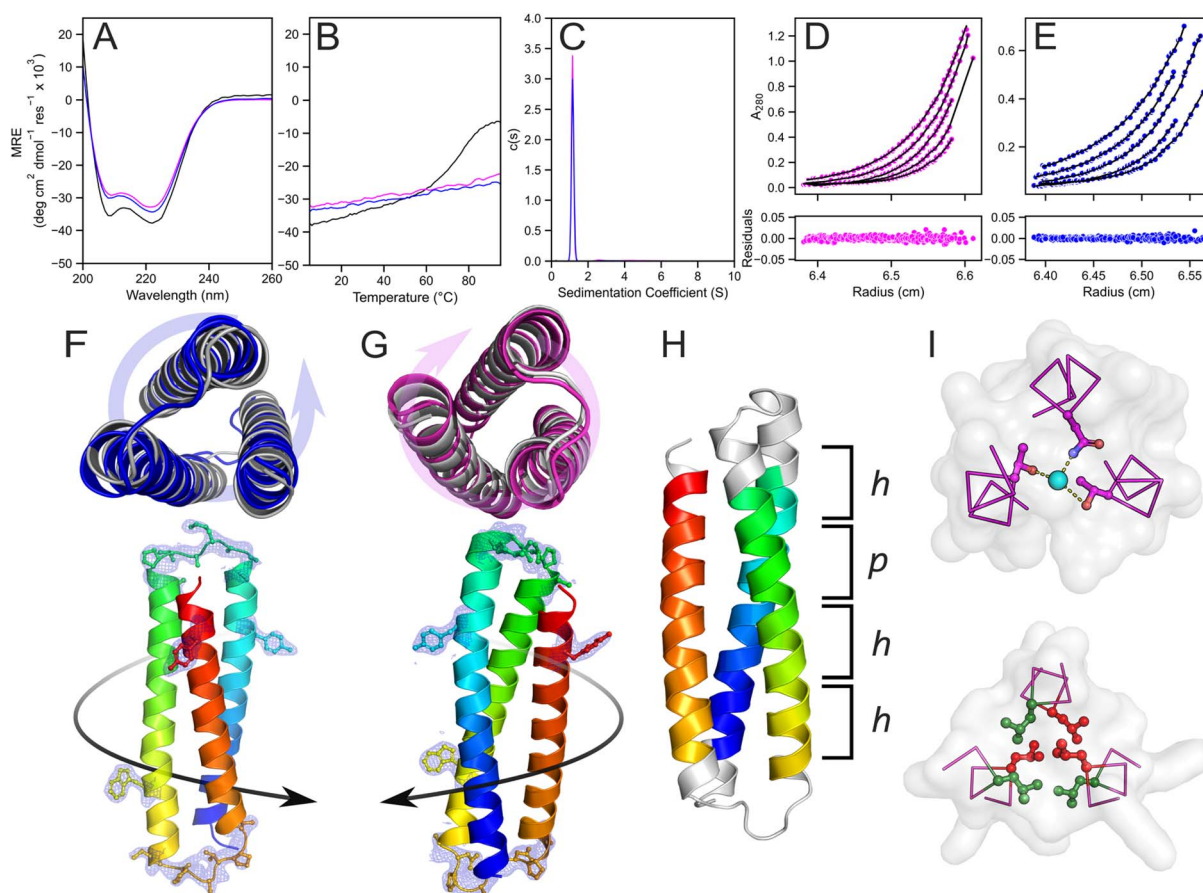 A
20
10
0
−10
−20
−30
−40
−50
200
220
240
260
MRE
(deg cm² dmol⁻¹ res⁻¹ x 10³)
Wavelength (nm)
B
20
10
0
−10
−20
−30
−40
−50
20
40
60
80
Temperature (°C)
C
4.0
3.5
3.0
2.5
2.0
1.5
1.0
0.5
0.0
0
2
4
6
8
10
c(s)
Sedimentation Coefficient (S)
D
1.2
1.0
0.8
0.6
0.4
0.2
0.0
A₂₈₀
0.05
0.00
−0.05
Residuals
6.4
6.5
6.6
Radius (cm)
E
0.6
0.4
0.2
0.05
0.00
−0.05
6.40
6.45
6.50
6.55
Radius (cm)
F
G
H
h
p
h
h
I